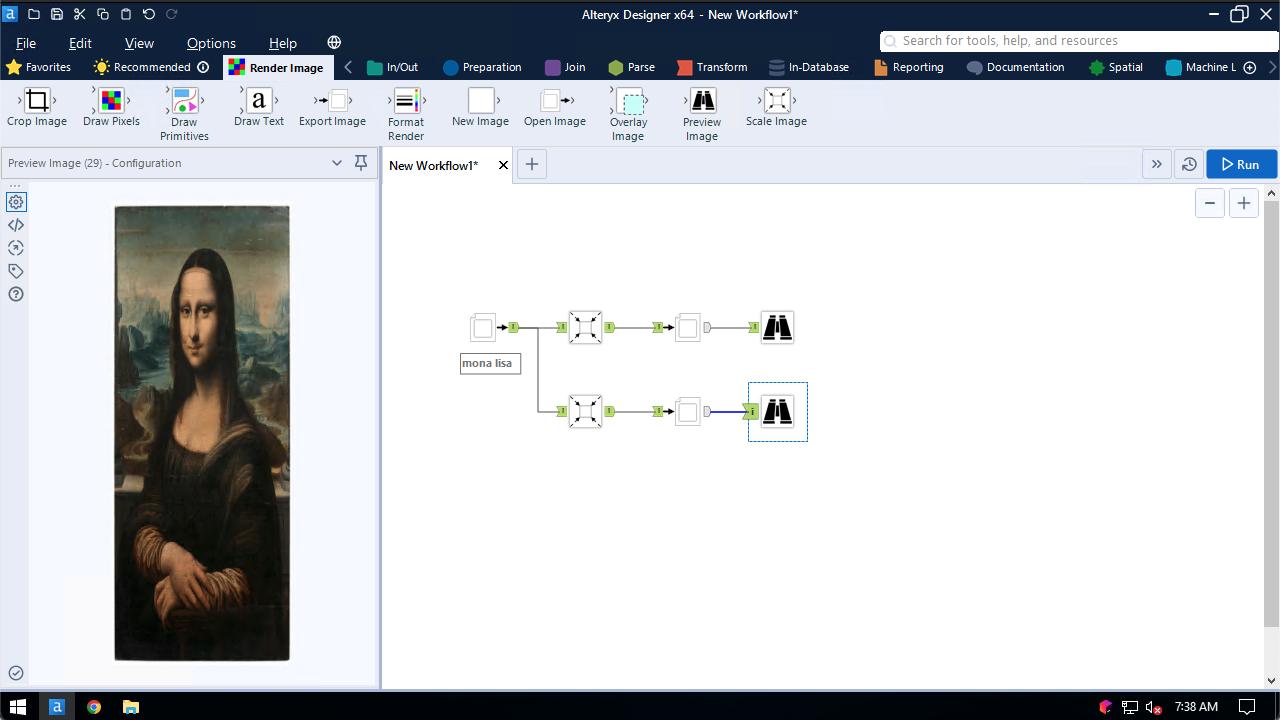 Alteryx Designer x64 - New Workflow1*
File Edit View Options Help
Search for tools, help, and resources
Favorites Recommended Render Image In/Out Preparation Join Parse Transform In-Database Reporting Documentation Spatial Machine L
Crop Image Draw Pixels Draw Primitives Draw Text Export Image Format Render New Image Open Image Overlay Image Preview Image Scale Image
Preview Image (29) - Configuration
New Workflow1*
Run
mona lisa
7:38 AM